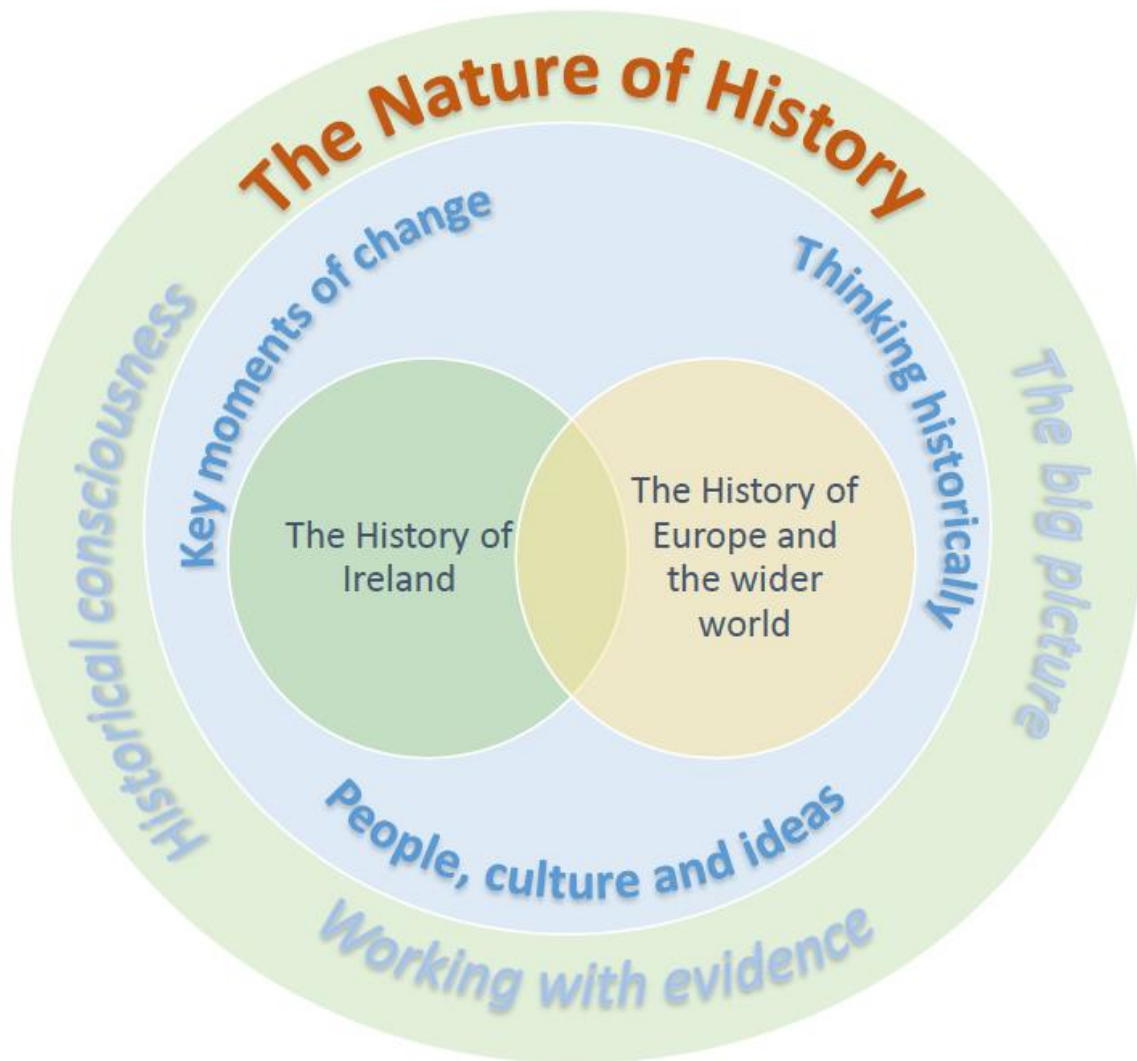 The Nature of History
Key moments of change
Thinking historically
Historical consciousness
The big picture
The History of
Ireland
The History of
Europe and
the wider
world
People, culture and ideas
Working with evidence